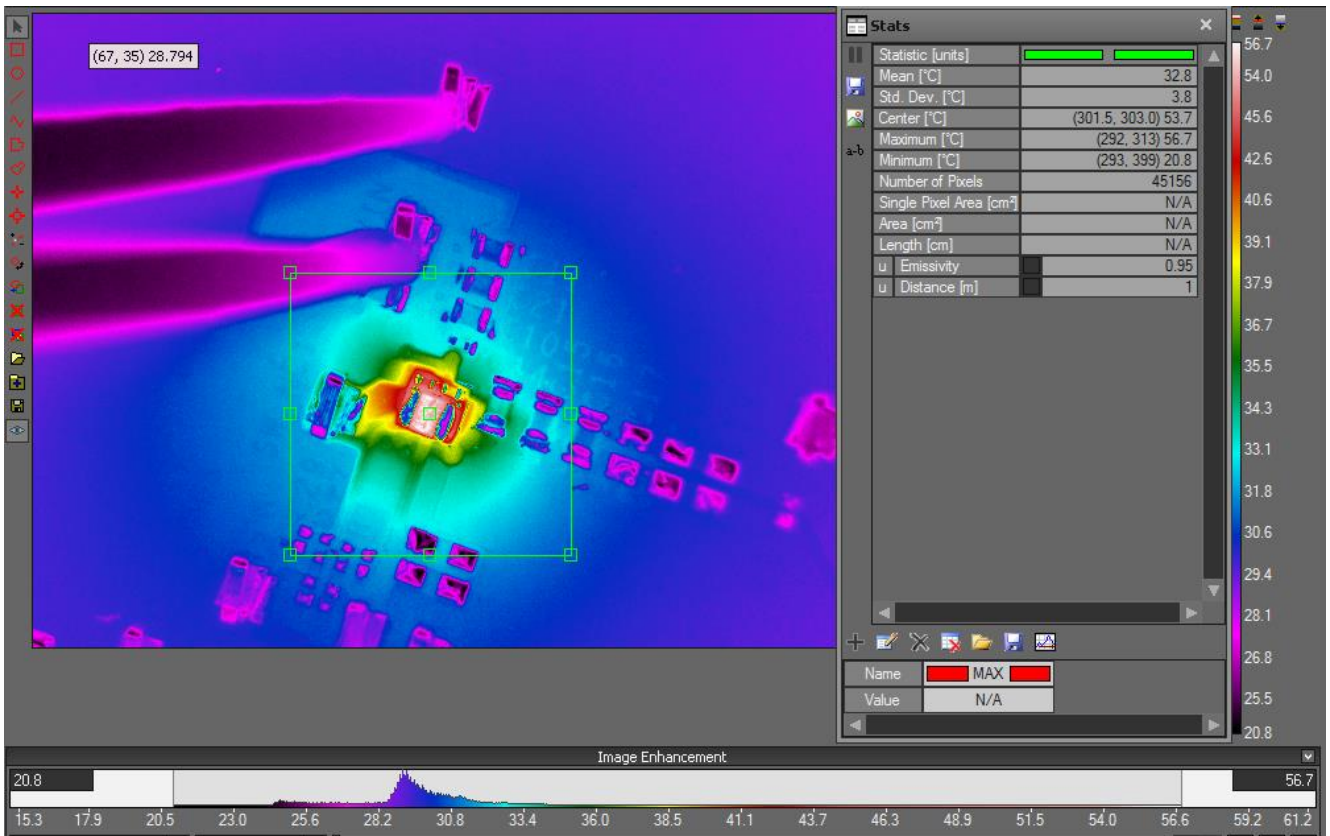 (67, 35) 28.794
Stats
Statistic [units]
Mean [°C] 32.8
Std. Dev. [°C] 3.8
Center [°C] (301.5, 303.0) 53.7
Maximum [°C] (292, 313) 56.7
Minimum [°C] (293, 399) 20.8
Number of Pixels 45156
Single Pixel Area [cm²] N/A
Area [cm²] N/A
Length [cm] N/A
u Emissivity 0.95
u Distance [m] 1
a-b
Name MAX
Value N/A
56.7
54.0
45.6
42.6
40.6
39.1
37.9
36.7
35.5
34.3
33.1
31.8
30.6
29.4
28.1
26.8
25.5
20.8
Image Enhancement
20.8 56.7
15.3 17.9 20.5 23.0 25.6 28.2 30.8 33.4 36.0 38.5 41.1 43.7 46.3 48.9 51.5 54.0 56.6 59.2 61.2